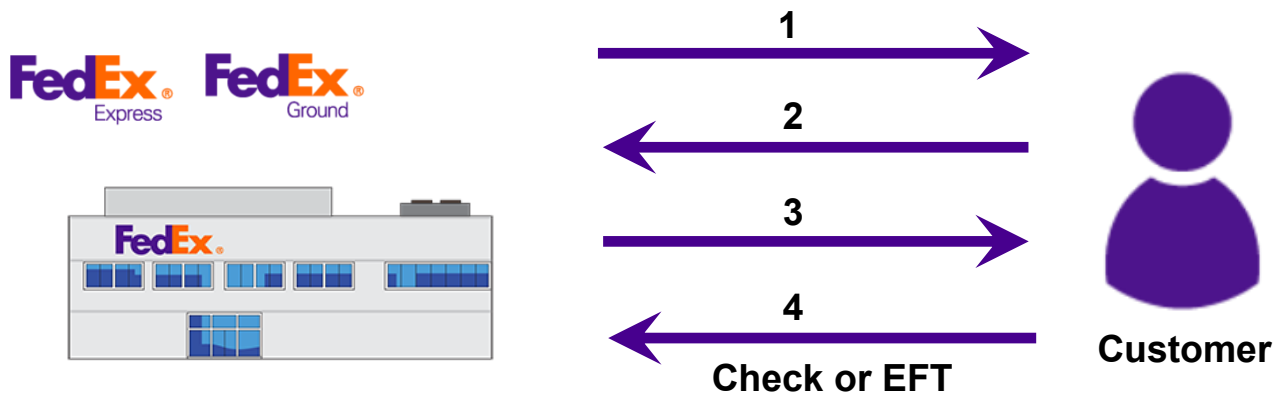 FedEx® Express
FedEx® Ground
FedEx®
1
2
3
4
Check or EFT
Customer